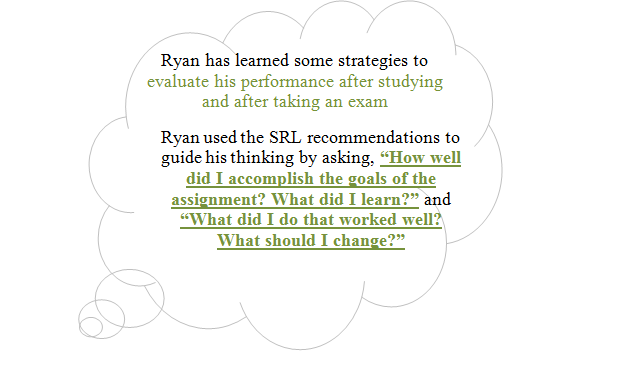 Ryan has learned some strategies to
evaluate his performance after studying
and after taking an exam
Ryan used the SRL recommendations to
guide his thinking by asking, “How well
did I accomplish the goals of the
assignment? What did I learn?” and
“What did I do that worked well?
What should I change?”